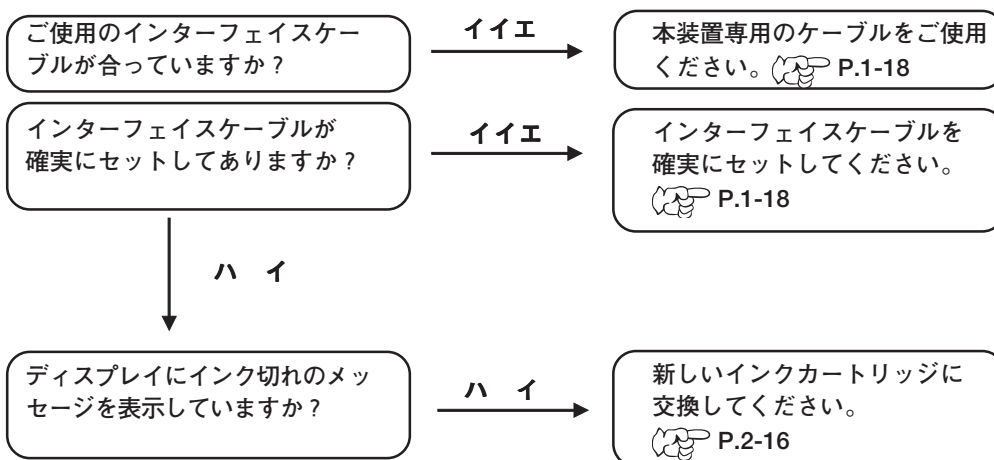 ご使用のインターフェイスケー
ブルが合っていますか?
イイエ
本装置専用のケーブルをご使用
ください。 P.1-18
インターフェイスケーブルが
確実にセットしてありますか?
イイエ
インターフェイスケーブルを
確実にセットしてください。
P.1-18
ハ イ
ディスプレイにインク切れのメッ
セージを表示していますか?
ハ イ
新しいインクカートリッジに
交換してください。
P.2-16